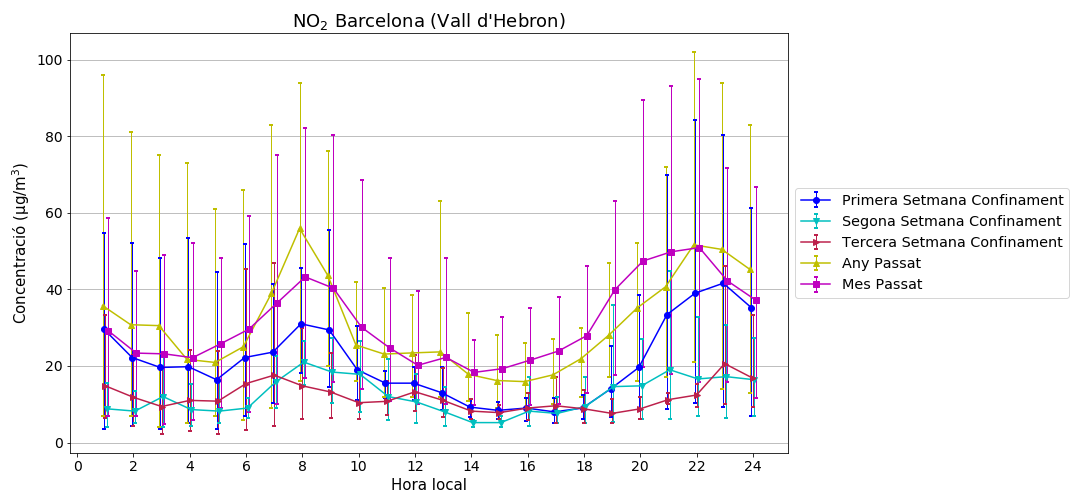 NO₂ Barcelona (Vall d'Hebron)
100
80
60
40
20
0
Concentració (µg/m³)
0 2 4 6 8 10 12 14 16 18 20 22 24
Hora local
Primera Setmana Confinament
Segona Setmana Confinament
Tercera Setmana Confinament
Any Passat
Mes Passat